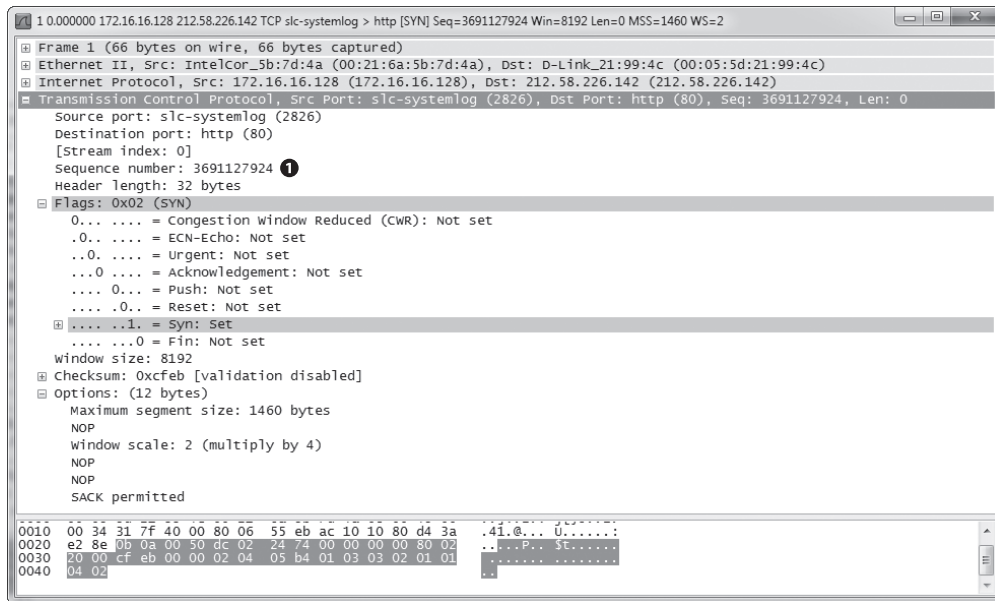 1 0.000000 172.16.16.128 212.58.226.142 TCP slc-systemlog > http [SYN] Seq=3691127924 Win=8192 Len=0 MSS=1460 WS=2
Frame 1 (66 bytes on wire, 66 bytes captured)
Ethernet II, Src: IntelCor_5b:7d:4a (00:21:6a:5b:7d:4a), Dst: D-Link_21:99:4c (00:05:5d:21:99:4c)
Internet Protocol, Src: 172.16.16.128 (172.16.16.128), Dst: 212.58.226.142 (212.58.226.142)
Transmission Control Protocol, Src Port: slc-systemlog (2826), Dst Port: http (80), Seq: 3691127924, Len: 0
Source port: slc-systemlog (2826)
Destination port: http (80)
[Stream index: 0]
Sequence number: 3691127924 1
Header length: 32 bytes
Flags: 0x02 (SYN)
0... .... = Congestion Window Reduced (CWR): Not set
.0.. .... = ECN-Echo: Not set
..0. .... = Urgent: Not set
...0 .... = Acknowledgement: Not set
.... 0... = Push: Not set
.... .0.. = Reset: Not set
.... ..1. = Syn: Set
.... ...0 = Fin: Not set
Window size: 8192
Checksum: 0xcfeb [validation disabled]
Options: (12 bytes)
Maximum segment size: 1460 bytes
NOP
Window scale: 2 (multiply by 4)
NOP
NOP
SACK permitted
0010 00 34 31 7f 40 00 80 06 55 eb ac 10 10 80 d4 3a .41.@... U......:
0020 e2 8e 0b 0a 00 50 dc 02 24 74 00 00 00 00 80 02 .....P.. $t......
0030 20 00 cf eb 00 00 02 04 05 b4 01 03 03 02 01 01 ....... ........
0040 04 02 ..